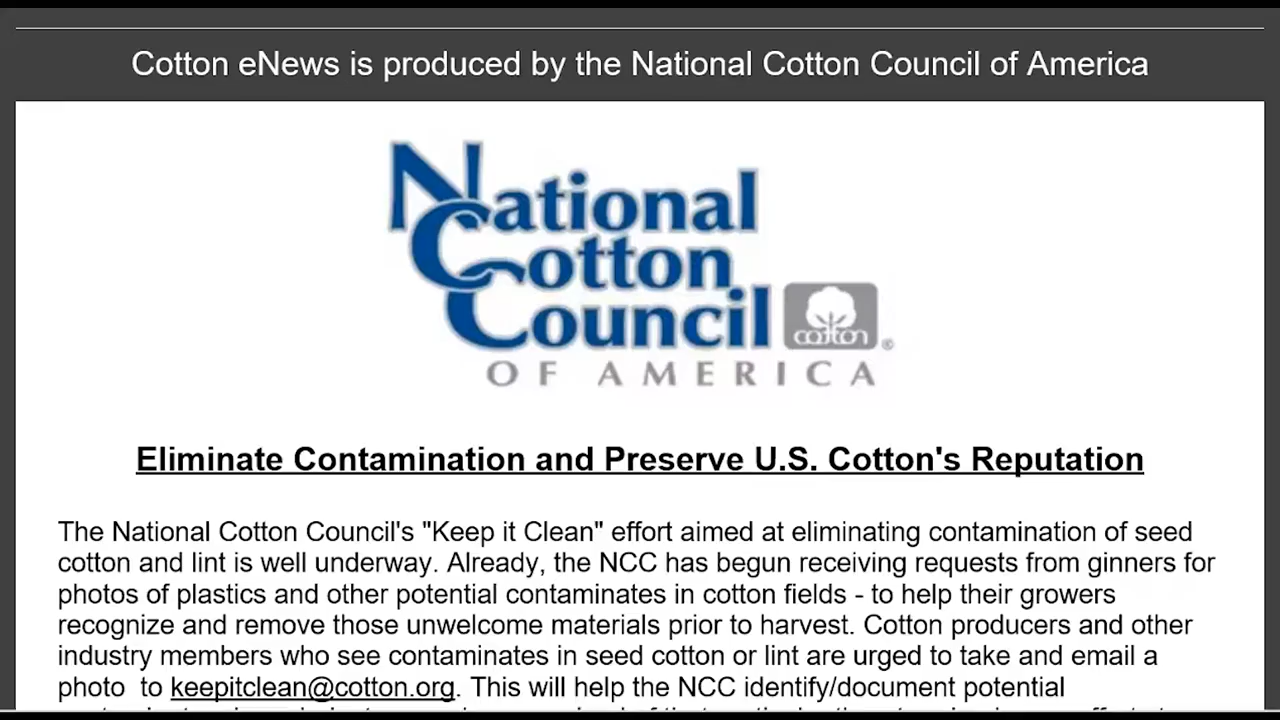 Cotton eNews is produced by the National Cotton Council of America
National
Cotton
Council
cotton
®
OF AMERICA
Eliminate Contamination and Preserve U.S. Cotton's Reputation
The National Cotton Council's "Keep it Clean" effort aimed at eliminating contamination of seed
cotton and lint is well underway. Already, the NCC has begun receiving requests from ginners for
photos of plastics and other potential contaminates in cotton fields - to help their growers
recognize and remove those unwelcome materials prior to harvest. Cotton producers and other
industry members who see contaminates in seed cotton or lint are urged to take and email a
photo  to keepitclean@cotton.org. This will help the NCC identify/document potential